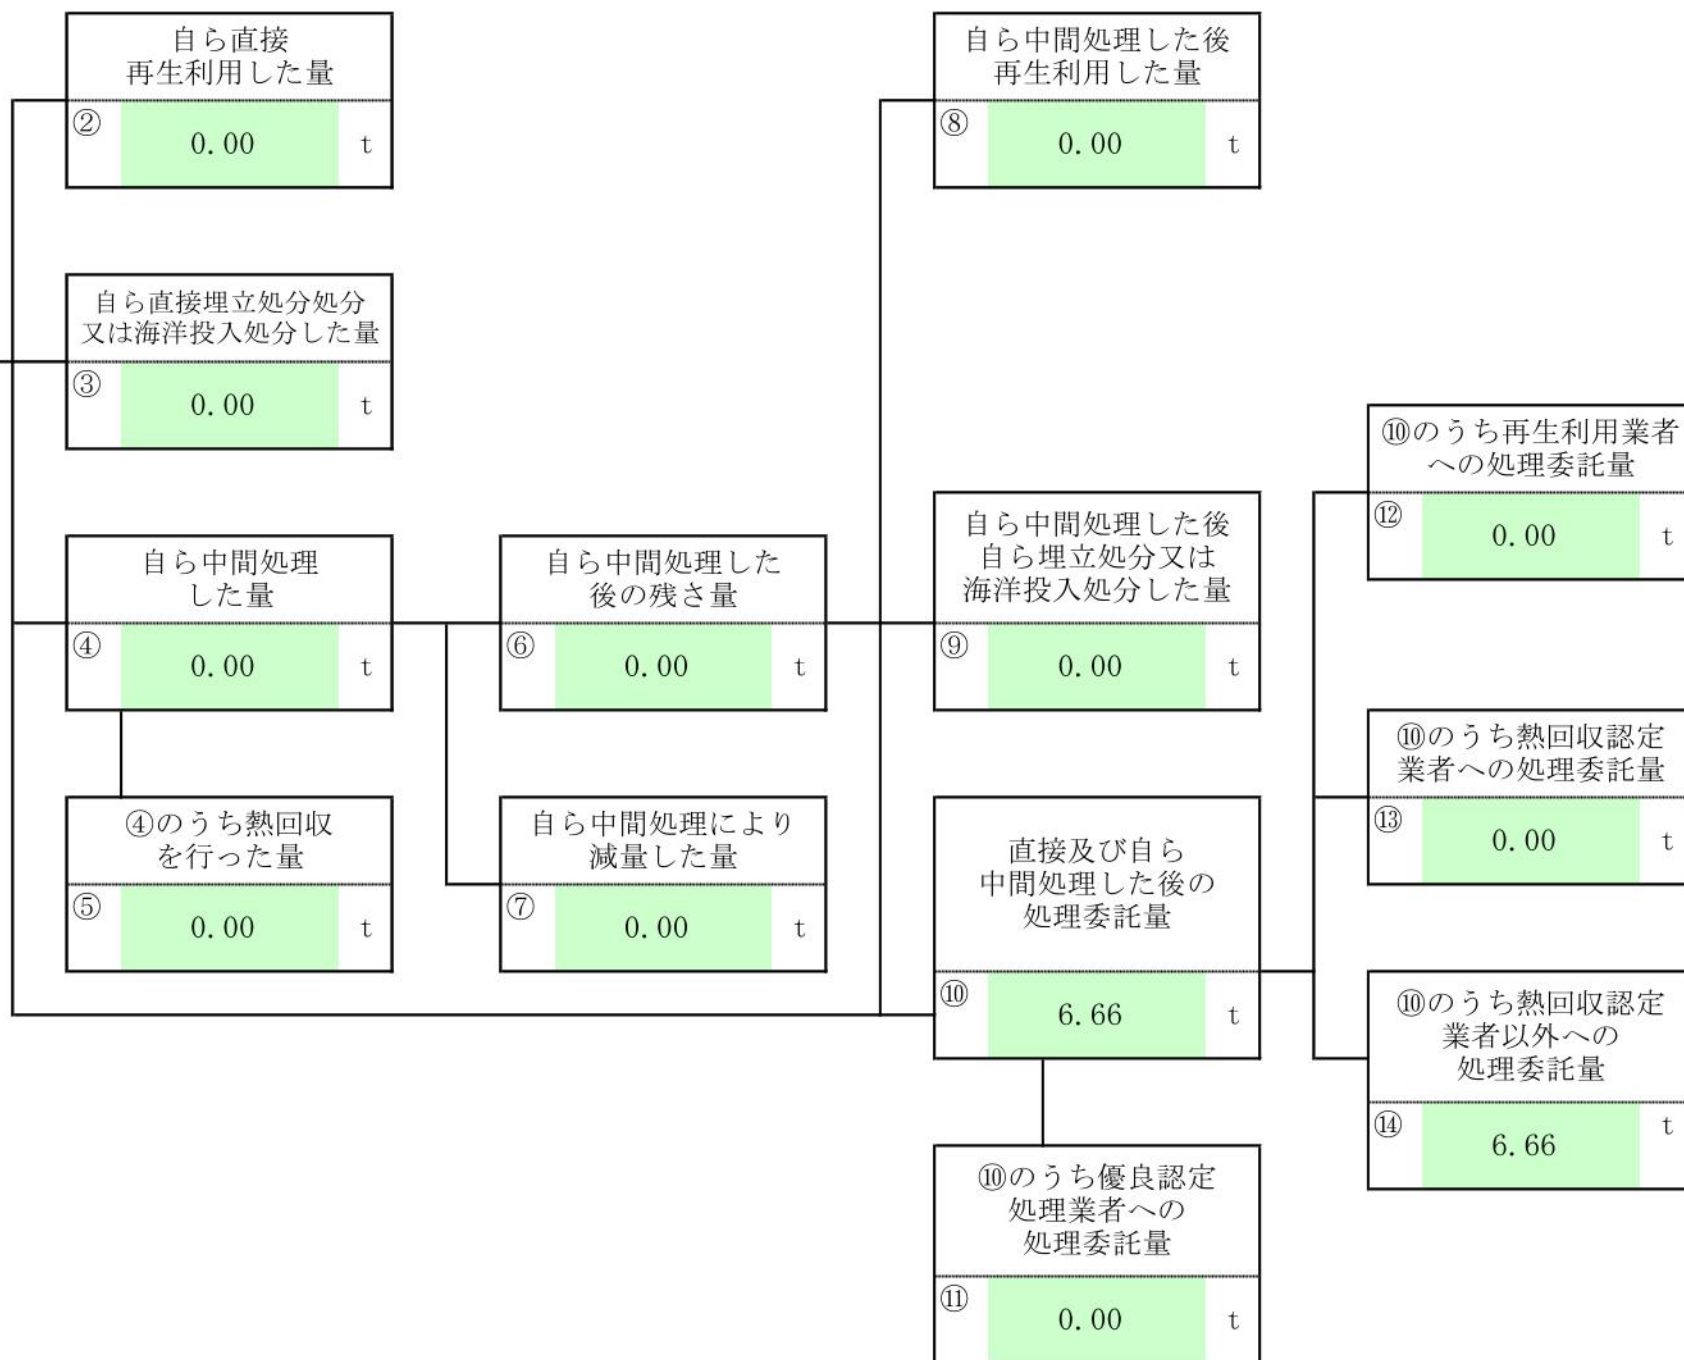 自ら直接
再生利用した量
② 0.00 t
自ら中間処理した後
再生利用した量
⑧ 0.00 t
自ら直接埋立処分処分
又は海洋投入処分した量
③ 0.00 t
⑩のうち再生利用業者
への処理委託量
⑫ 0.00 t
自ら中間処理
した量
④ 0.00 t
自ら中間処理した
後の残さ量
⑥ 0.00 t
自ら中間処理した後
自ら埋立処分又は
海洋投入処分した量
⑨ 0.00 t
⑩のうち熱回収認定
業者への処理委託量
⑬ 0.00 t
④のうち熱回収
を行った量
⑤ 0.00 t
自ら中間処理により
減量した量
⑦ 0.00 t
直接及び自ら
中間処理した後の
処理委託量
⑩ 6.66 t
⑩のうち熱回収認定
業者以外への
処理委託量
⑭ 6.66 t
⑩のうち優良認定
処理業者への
処理委託量
⑪ 0.00 t